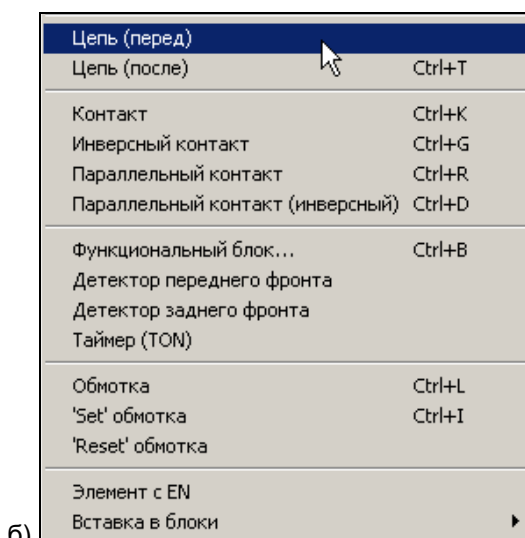 Цепь (перед)
Цепь (после) Ctrl+T
Контакт Ctrl+K
Инверсный контакт Ctrl+G
Параллельный контакт Ctrl+R
Параллельный контакт (инверсный) Ctrl+D
Функциональный блок... Ctrl+B
Детектор переднего фронта
Детектор заднего фронта
Таймер (TON)
Обмотка Ctrl+L
'Set' обмотка Ctrl+I
'Reset' обмотка
Элемент с EN
б) Вставка в блоки